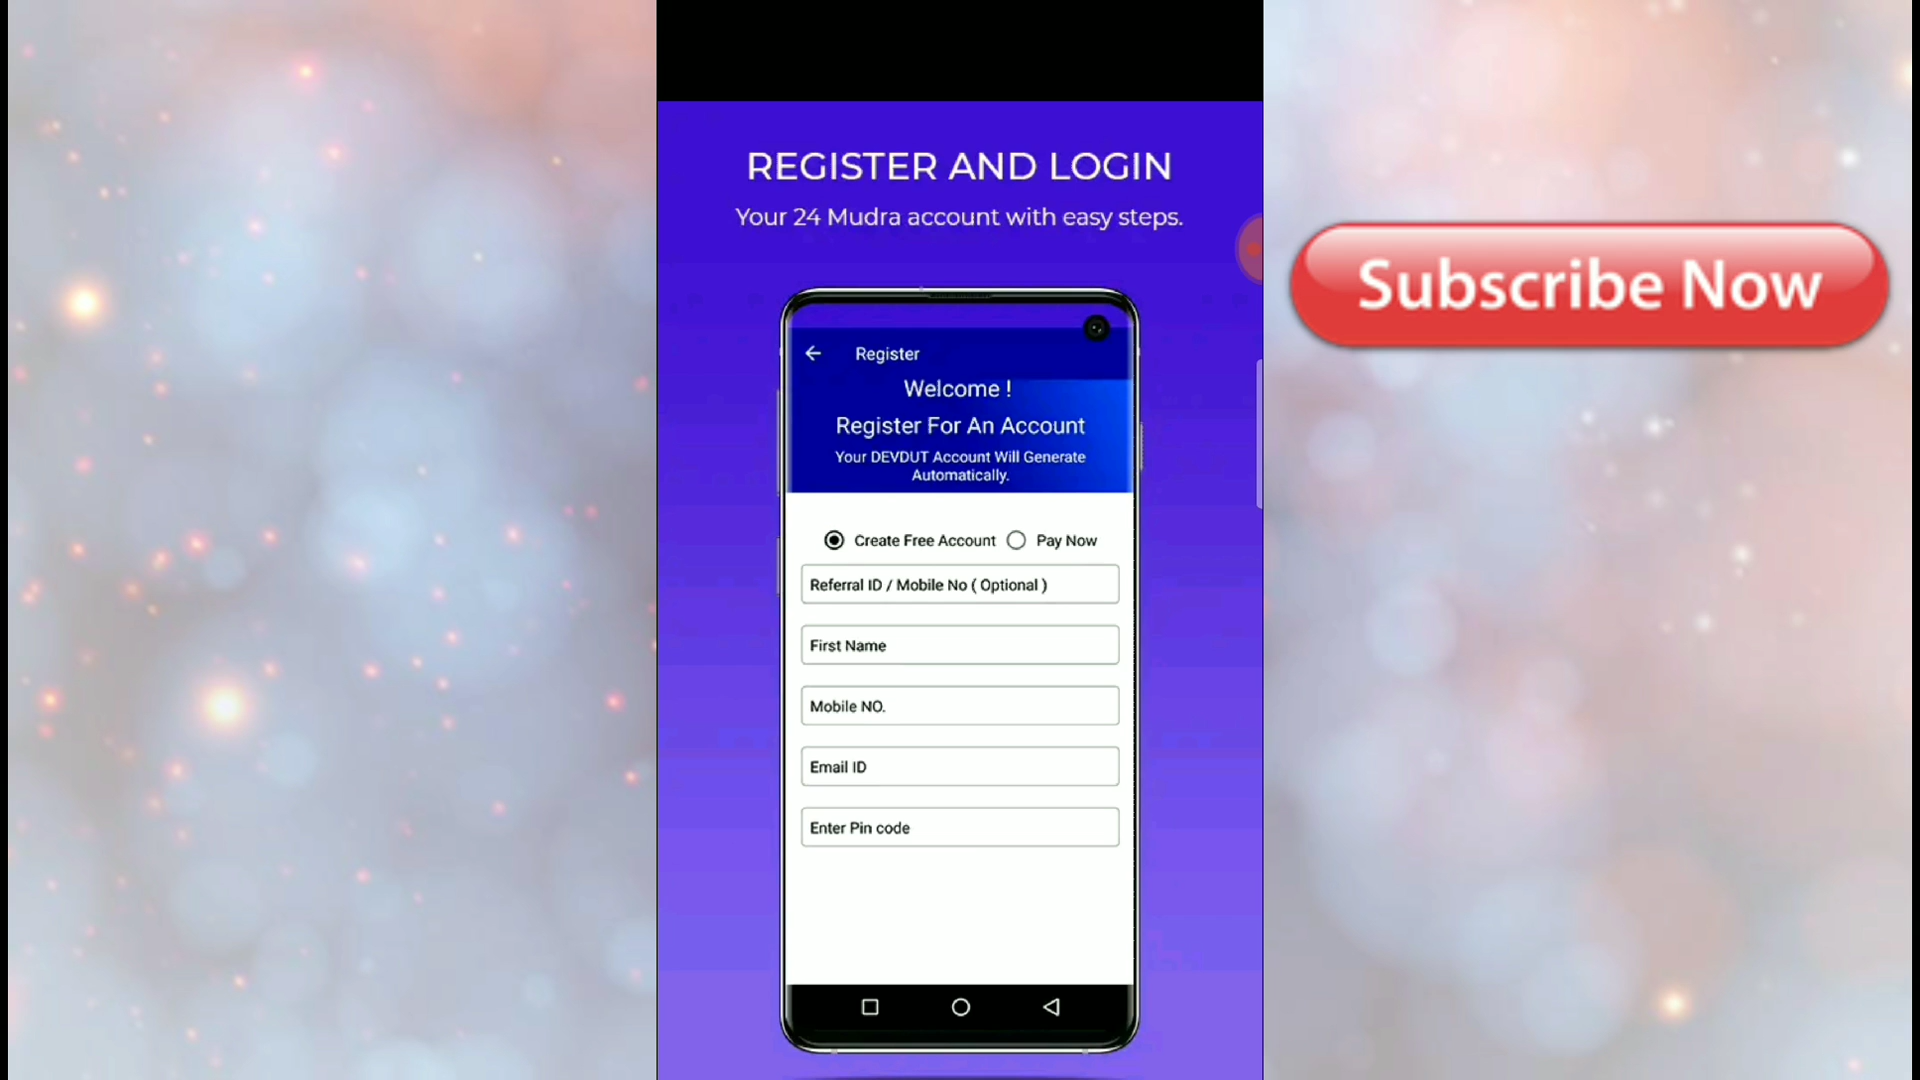 REGISTER AND LOGIN
Your 24 Mudra account with easy steps.
Subscribe Now
Register
Welcome !
Register For An Account
Your DEVDUT Account Will Generate
Automatically.
Create Free Account Pay Now
Referral ID / Mobile No ( Optional )
First Name
Mobile NO.
Email ID
Enter Pin code